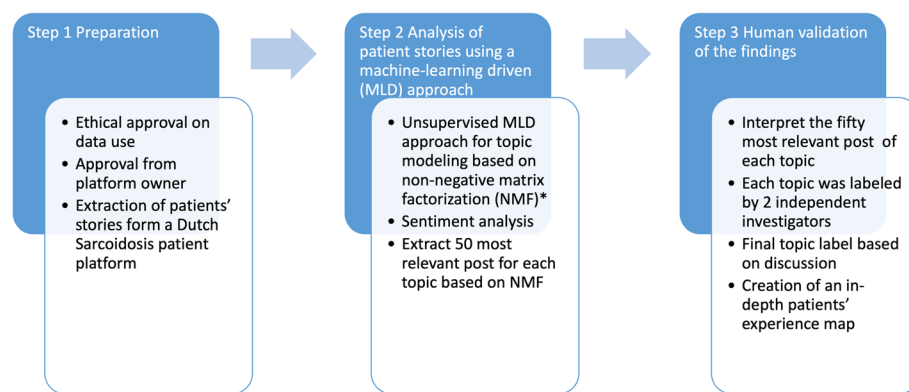 Step 1 Preparation
• Ethical approval on
data use
• Approval from
platform owner
• Extraction of patients’
stories form a Dutch
Sarcoidosis patient
platform
Step 2 Analysis of
patient stories using a
machine-learning driven
(MLD) approach
• Unsupervised MLD
approach for topic
modeling based on
non-negative matrix
factorization (NMF)*
• Sentiment analysis
• Extract 50 most
relevant post for each
topic based on NMF
Step 3 Human validation
of the findings
• Interpret the fifty
most relevant post of
each topic
• Each topic was labeled
by 2 independent
investigators
• Final topic label based
on discussion
• Creation of an in-
depth patients’
experience map